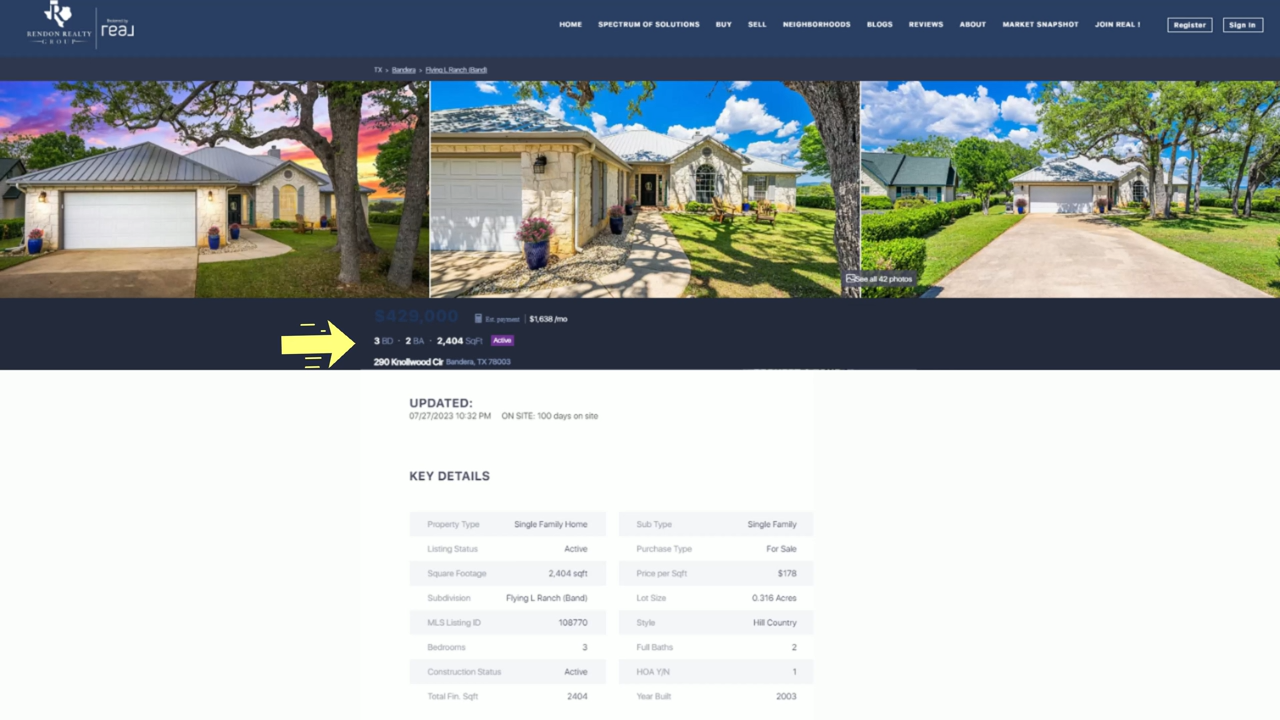 RENDON REALTY
GROUP
Powered by
real
HOME SPECTRUM OF SOLUTIONS BUY SELL NEIGHBORHOODS BLOGS REVIEWS ABOUT MARKET SNAPSHOT JOIN REAL ! Register Sign In
TX » Bandera » Flying L Ranch (Band)
See all 42 photos
$429,000 Est. payment $1,638 /mo
3 BD · 2 BA · 2,404 SqFt Active
290 Knollwood Cir Bandera, TX 78003
UPDATED:
07/27/2023 10:32 PM ON SITE: 100 days on site
KEY DETAILS
Property Type Single Family Home Sub Type Single Family
Listing Status Active Purchase Type For Sale
Square Footage 2,404 sqft Price per Sqft $178
Subdivision Flying L Ranch (Band) Lot Size 0.316 Acres
MLS Listing ID 108770 Style Hill Country
Bedrooms 3 Full Baths 2
Construction Status Active HOA Y/N 1
Total Fin. Sqft 2404 Year Built 2003